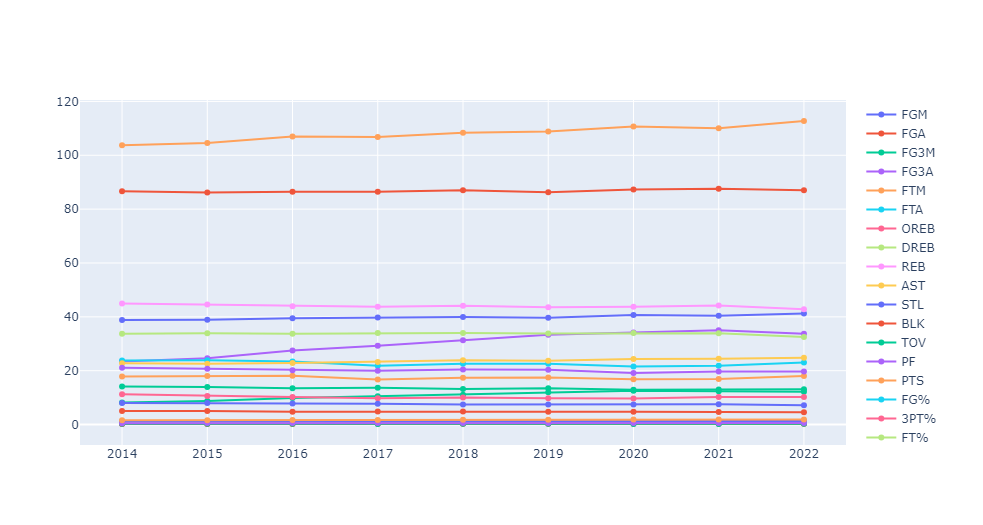 120
100
80
60
40
20
0
2014 2015 2016 2017 2018 2019 2020 2021 2022
FGM
FGA
FG3M
FG3A
FTM
FTA
OREB
DREB
REB
AST
STL
BLK
TOV
PF
PTS
FG%
3PT%
FT%